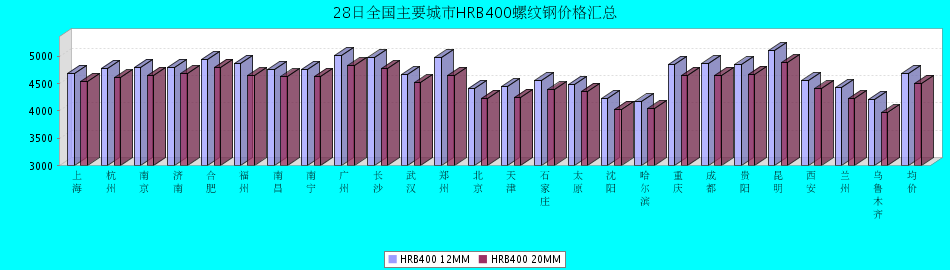 28日全国主要城市HRB400螺纹钢价格汇总
5000
4500
4000
3500
3000
上海
杭州
南京
济南
合肥
福州
南昌
南宁
广州
长沙
武汉
郑州
北京
天津
石家庄
太原
沈阳
哈尔滨
重庆
成都
贵阳
昆明
西安
兰州
乌鲁木齐
均价
HRB400 12MM
HRB400 20MM